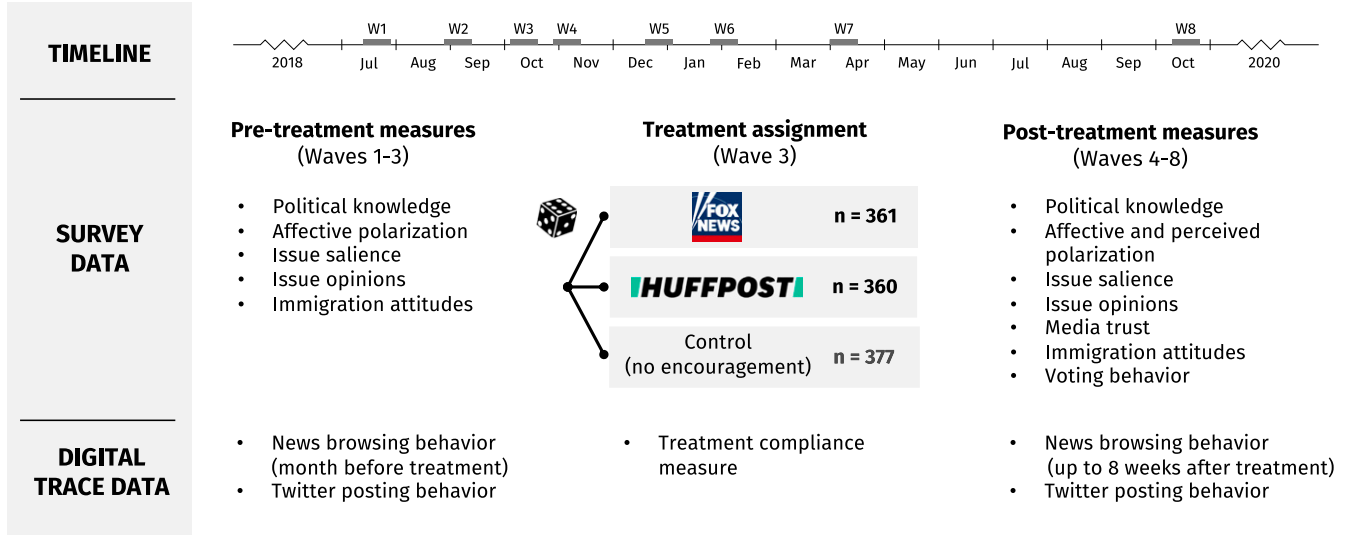 TIMELINE
W1 W2 W3 W4 W5 W6 W7 W8
2018 Jul Aug Sep Oct Nov Dec Jan Feb Mar Apr May Jun Jul Aug Sep Oct 2020
SURVEY
DATA
Pre-treatment measures
(Waves 1-3)
• Political knowledge
• Affective polarization
• Issue salience
• Issue opinions
• Immigration attitudes
Treatment assignment
(Wave 3)
FOX
NEWS
n = 361
HUFFPOST
n = 360
Control
(no encouragement)
n = 377
Post-treatment measures
(Waves 4-8)
• Political knowledge
• Affective and perceived
polarization
• Issue salience
• Issue opinions
• Media trust
• Immigration attitudes
• Voting behavior
DIGITAL
TRACE DATA
• News browsing behavior
(month before treatment)
• Twitter posting behavior
• Treatment compliance
measure
• News browsing behavior
(up to 8 weeks after treatment)
• Twitter posting behavior